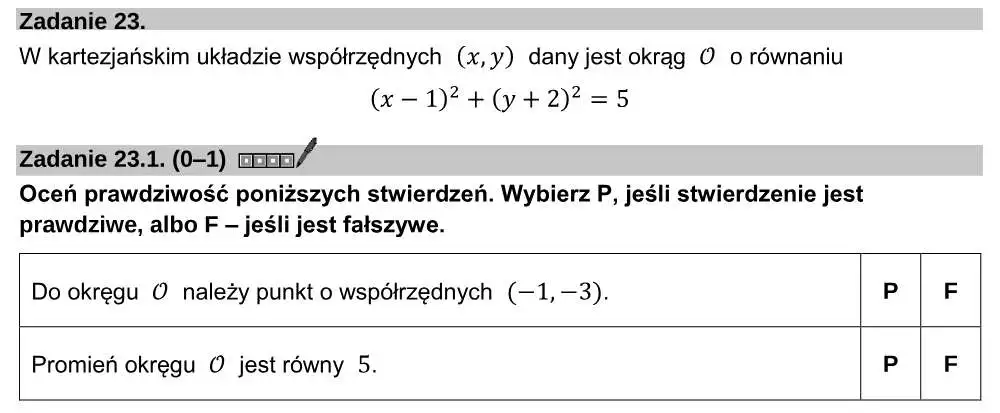 Zadanie 23.
W kartezjańskim układzie współrzędnych (x, y) dany jest okrąg 𝒪 o równaniu
(x − 1)² + (y + 2)² = 5
Zadanie 23.1. (0–1)
Oceń prawdziwość poniższych stwierdzeń. Wybierz P, jeśli stwierdzenie jest
prawdziwe, albo F – jeśli jest fałszywe.
Do okręgu 𝒪 należy punkt o współrzędnych (−1, −3). P F
Promień okręgu 𝒪 jest równy 5. P F